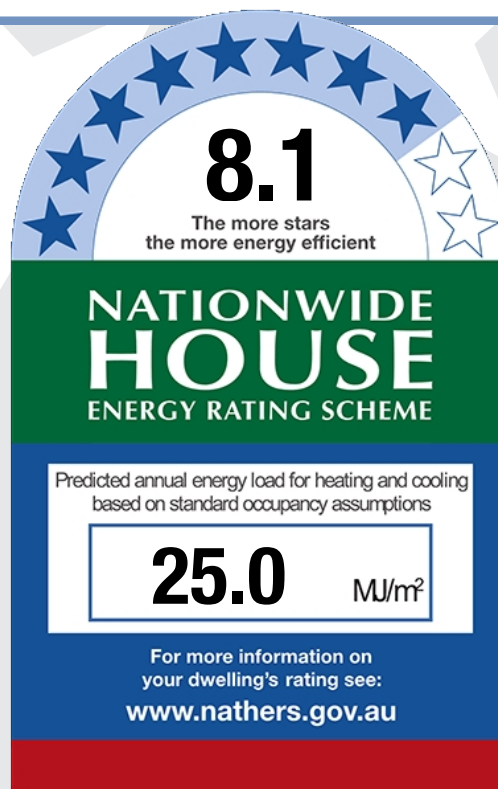 8.1
The more stars
the more energy efficient
NATIONWIDE
HOUSE
ENERGY RATING SCHEME
Predicted annual energy load for heating and cooling
based on standard occupancy assumptions
25.0 MJ/m²
For more information on
your dwelling's rating see:
www.nathers.gov.au